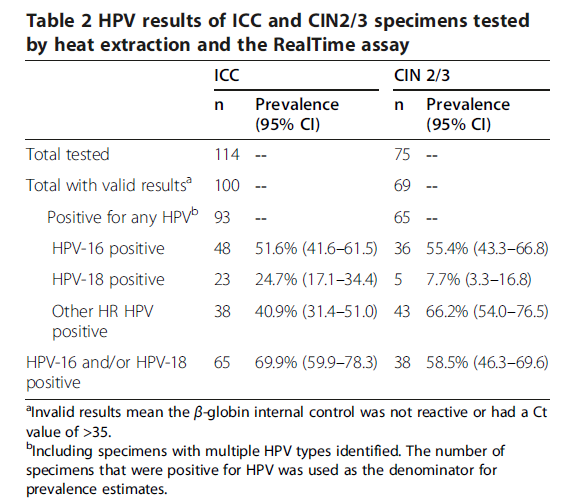 Table 2 HPV results of ICC and CIN2/3 specimens tested
by heat extraction and the RealTime assay
ICC CIN 2/3
n Prevalence n Prevalence
(95% CI) (95% CI)
Total tested 114 -- 75 --
Total with valid resultsᵃ 100 -- 69 --
Positive for any HPVᵇ 93 -- 65 --
HPV-16 positive 48 51.6% (41.6–61.5) 36 55.4% (43.3–66.8)
HPV-18 positive 23 24.7% (17.1–34.4) 5 7.7% (3.3–16.8)
Other HR HPV 38 40.9% (31.4–51.0) 43 66.2% (54.0–76.5)
positive
HPV-16 and/or HPV-18 65 69.9% (59.9–78.3) 38 58.5% (46.3–69.6)
positive
ᵃInvalid results mean the β-globin internal control was not reactive or had a Ct
value of >35.
ᵇIncluding specimens with multiple HPV types identified. The number of
specimens that were positive for HPV was used as the denominator for
prevalence estimates.